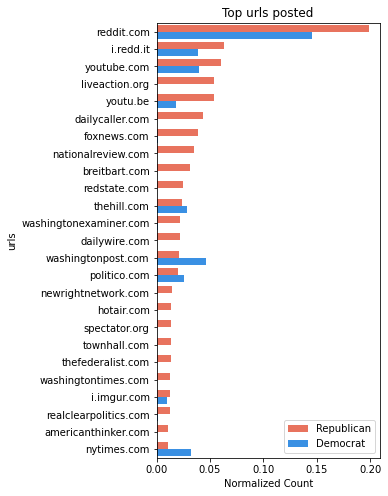 Top urls posted
reddit.com
i.redd.it
youtube.com
liveaction.org
youtu.be
dailycaller.com
foxnews.com
nationalreview.com
breitbart.com
redstate.com
thehill.com
washingtonexaminer.com
dailywire.com
washingtonpost.com
politico.com
newrightnetwork.com
hotair.com
spectator.org
townhall.com
thefederalist.com
washingtontimes.com
i.imgur.com
realclearpolitics.com
americanthinker.com
nytimes.com
urls
Republican
Democrat
0.00 0.05 0.10 0.15 0.20
Normalized Count